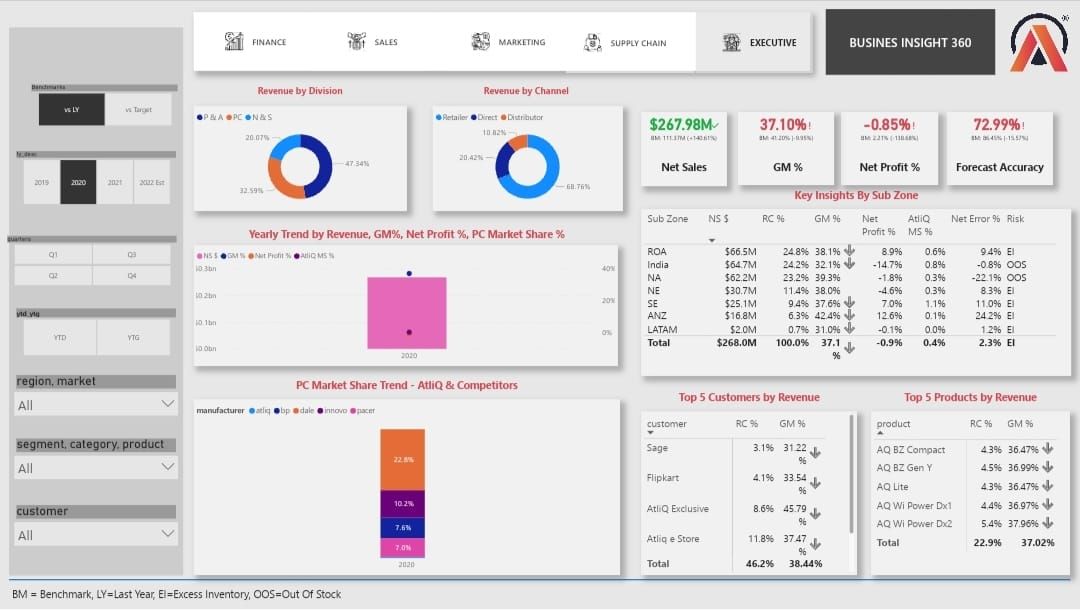 FINANCE
SALES
MARKETING
SUPPLY CHAIN
EXECUTIVE
BUSINES INSIGHT 360
®
Benchmarks
vs LY
vs Target
2019
2020
2021
2022 Est
quarters
Q1
Q3
Q2
Q4
ytd_ytg
YTD
YTG
region, market
All
segment, category, product
All
customer
All
Revenue by Division
P & A PC N & S
20.07%
47.34%
32.59%
Revenue by Channel
Retailer Direct Distributor
10.82%
20.42%
68.76%
$267.98M
BM: 111.37M (+140.61%)
Net Sales
37.10%!
BM: 41.20% (-9.95%)
GM %
-0.85%!
BM: 2.21% (-138.68%)
Net Profit %
72.99%!
BM: 86.45% (-15.57%)
Forecast Accuracy
Key Insights By Sub Zone
Sub Zone NS $ RC % GM % Net Profit % AtliQ MS % Net Error % Risk
ROA $66.5M 24.8% 38.1% 8.9% 0.6% 9.4% EI
India $64.7M 24.2% 32.1% -14.7% 0.8% -0.8% OOS
NA $62.2M 23.2% 39.3% -1.8% 0.3% -22.1% OOS
NE $30.7M 11.4% 38.0% -4.6% 0.3% 8.3% EI
SE $25.1M 9.4% 37.6% 7.0% 1.1% 11.0% EI
ANZ $16.8M 6.3% 42.4% 12.6% 0.1% 24.2% EI
LATAM $2.0M 0.7% 31.0% -0.1% 0.0% 1.2% EI
Total $268.0M 100.0% 37.1 % -0.9% 0.4% 2.3% EI
Yearly Trend by Revenue, GM%, Net Profit %, PC Market Share %
NS $ GM % Net Profit % AtliQ MS %
$0.3bn
$0.2bn
$0.1bn
$0.0bn
40%
20%
0%
2020
PC Market Share Trend - AtliQ & Competitors
manufacturer atliq bp dale innovo pacer
22.8%
10.2%
7.6%
7.0%
2020
Top 5 Customers by Revenue
customer RC % GM %
Sage 3.1% 31.22 %
Flipkart 4.1% 33.54 %
AtliQ Exclusive 8.6% 45.79 %
Atliq e Store 11.8% 37.47 %
Total 46.2% 38.44%
Top 5 Products by Revenue
product RC % GM %
AQ BZ Compact 4.3% 36.47%
AQ BZ Gen Y 4.5% 36.99%
AQ Lite 4.3% 36.47%
AQ Wi Power Dx1 4.4% 36.97%
AQ Wi Power Dx2 5.4% 37.96%
Total 22.9% 37.02%
BM = Benchmark, LY=Last Year, EI=Excess Inventory, OOS=Out Of Stock